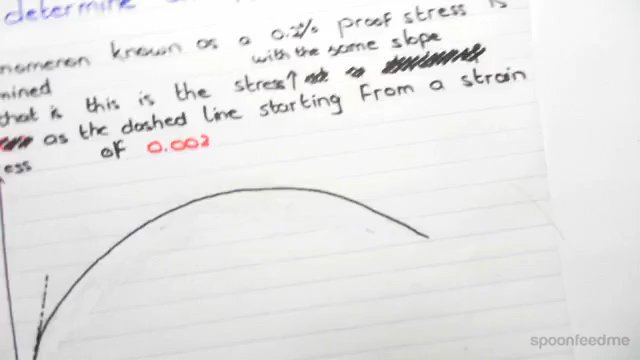 determine
nomenon known as a 0.2% proof stress is
mined with the same slope
that is this is the stress
as the dashed line starting from a strain
ess of 0.002
spoonfeedme